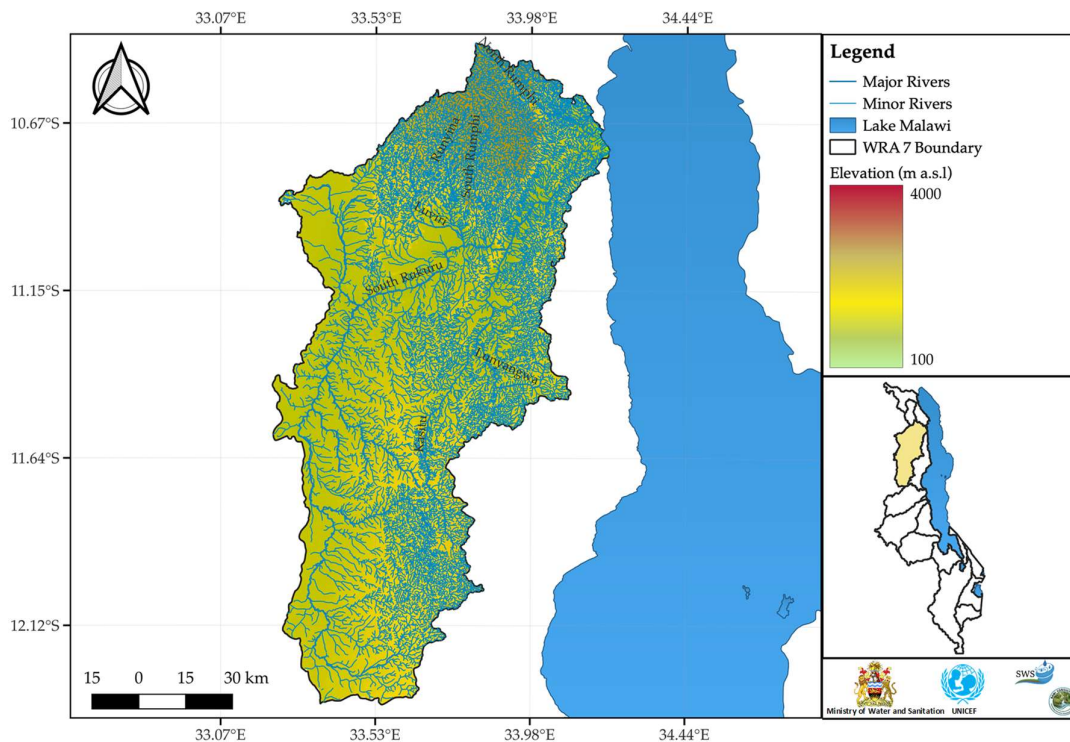 33.07°E 33.53°E 33.98°E 34.44°E
10.67°S
11.15°S
11.64°S
12.12°S
North Rumphi
Runyina
South Rumphi
Luviri
South Rukuru
Lunyangwa
Kasitu
15 0 15 30 km
33.07°E 33.53°E 33.98°E 34.44°E
Legend
Major Rivers
Minor Rivers
Lake Malawi
WRA 7 Boundary
Elevation (m a.s.l)
4000
100
Ministry of Water and Sanitation
UNICEF
SWS